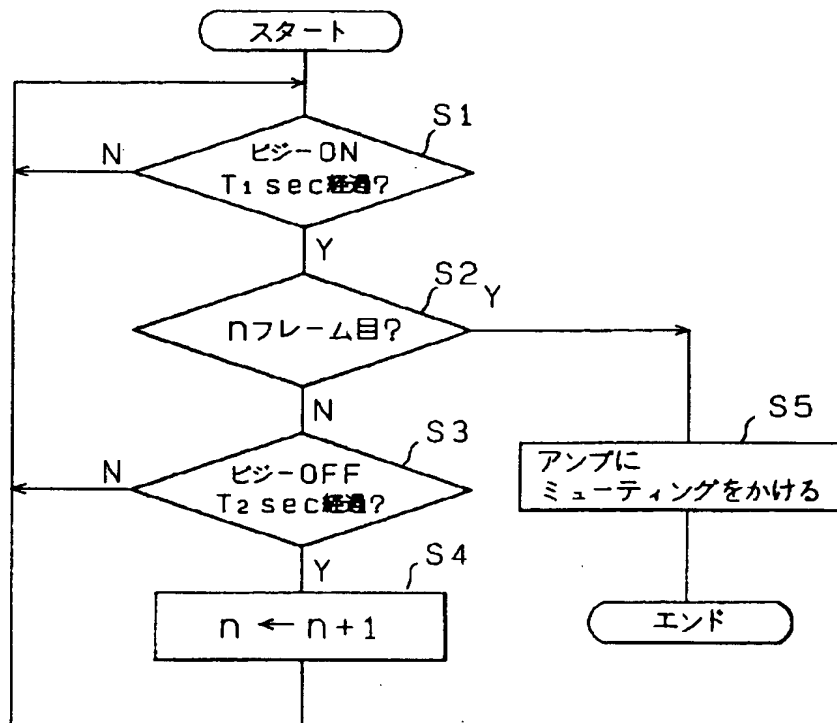 スタート
S1
N
ビジーON
T1 sec経過?
Y
S2
Y
nフレーム目?
N
S3
N
ビジーOFF
T2 sec経過?
Y
S4
n ← n+1
S5
アンプに
ミューティングをかける
エンド